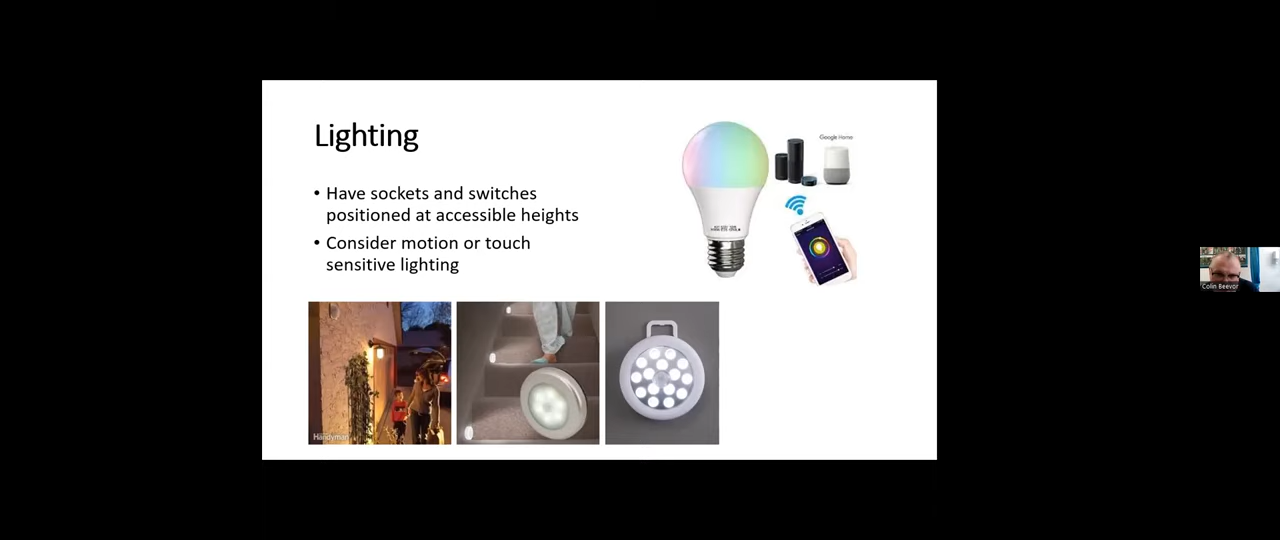 Lighting
Google Home
• Have sockets and switches
positioned at accessible heights
• Consider motion or touch
sensitive lighting
Handyman
Colin Beevor